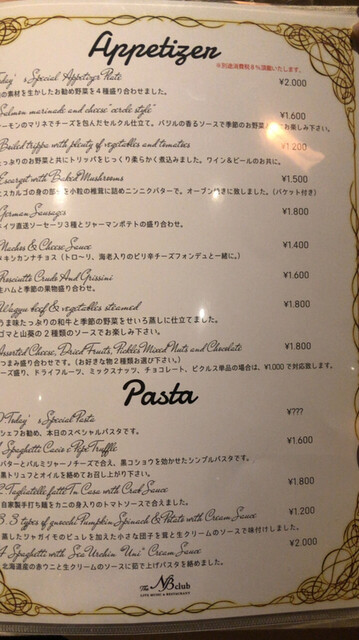 Appetizer
※別途消費税8%頂戴いたします。
s Special Appetizer Plate ¥2.000
の素材を生かしたお勧め野菜を4種盛り合わせました。
Salmon marinade and cheese "cercle style" ¥1.600
サーモンのマリネでチーズを包んだセルクル仕立て。バジルの香るソースで季節のお野菜 お楽しみ下さい。
Boiled trippa with plenty of vegetables and tomatoes ¥1.200
たっぷりのお野菜と共にトリッパをじっくり柔らかく煮込みました。ワイン&ビールのお共に。
Escargot with Baked Mushrooms ¥1.500
スカルゴの身の部 を小粒の椎茸に詰めニンニクバターで。オーブン焼きに致しました。(バケット付き)
German Sausages ¥1.800
イツ直送ソーセージ3種とジャーマンポテトの盛り合わせ。
Nachos & Cheese Sauce ¥1.400
メキシカンナチョス(トローリ、海老入りのピリ辛チーズフォンデュと一緒に。)
Prosciutto Crudo And Grissini ¥1.600
生ハムと季節の果物盛り合わせ。
Wagyu beef & vegetables steamed ¥1.800
うま味たっぷりの和牛と季節の野菜をせいろ蒸しに仕立てました。
ゴマと山葵の2種類のソースでお楽しみ下さい。
Assorted Cheese, Dried Fruits, Pickles Mixed Nuts and Chocolate ¥1.800
つまみ盛り合わせです。(お好きな物2種類お選び下さい。)
ーズ盛り、ドライフルーツ、ミックスナッツ、チョコレート、ピクルス単品の場合は、¥1.000で対応致します。
Pasta
s Special Pasta ¥???
シェフお勧め、本日のスペシャルパスタです。
Spaghetti Cacio e Pepe Truffle ¥1.600
バターとパルミジャーノチーズで合え、黒コショウを効かせたシンプルパスタです。
黒トリュフとオイルを絡めてお召し上がり下さい。
2 Tagliatelle fatte In Casa with Crab Sauce ¥1.800
自家製手打ち麺をカニの身入りのトマトソースで合えました。
3 3 types of gnocchi Pumpkin Spinach & Potato with Cream Sauce ¥1.200
蒸したジャガイモのピュレを加えた小さな団子を茸と生クリームのソースで味付けしました。
4 Spaghetti with Sea Urchin "Uni" Cream Sauce ¥2.000
北海道産の赤ウニと生クリームのソースに茹で上げパスタを絡めました。
The NB club
LIVE MUSIC & RESTAURANT